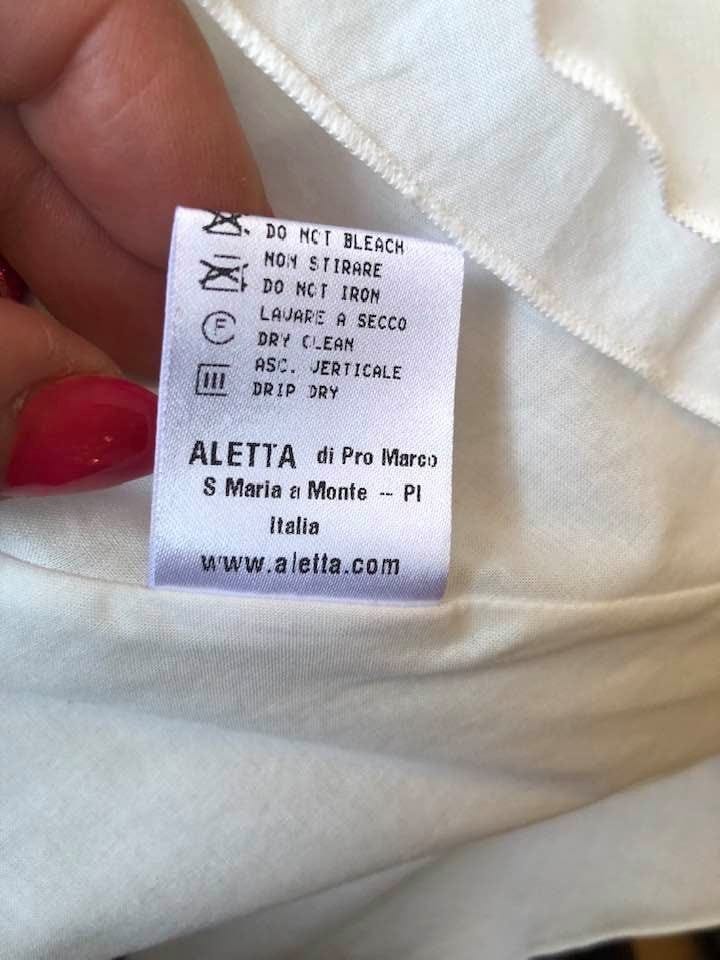 DO NOT BLEACH
NON STIRARE
DO NOT IRON
F
LAVARE A SECCO
DRY CLEAN
ASC. VERTICALE
DRIP DRY
ALETTA di Pro Marco
S Maria a Monte -- PI
Italia
www.aletta.com